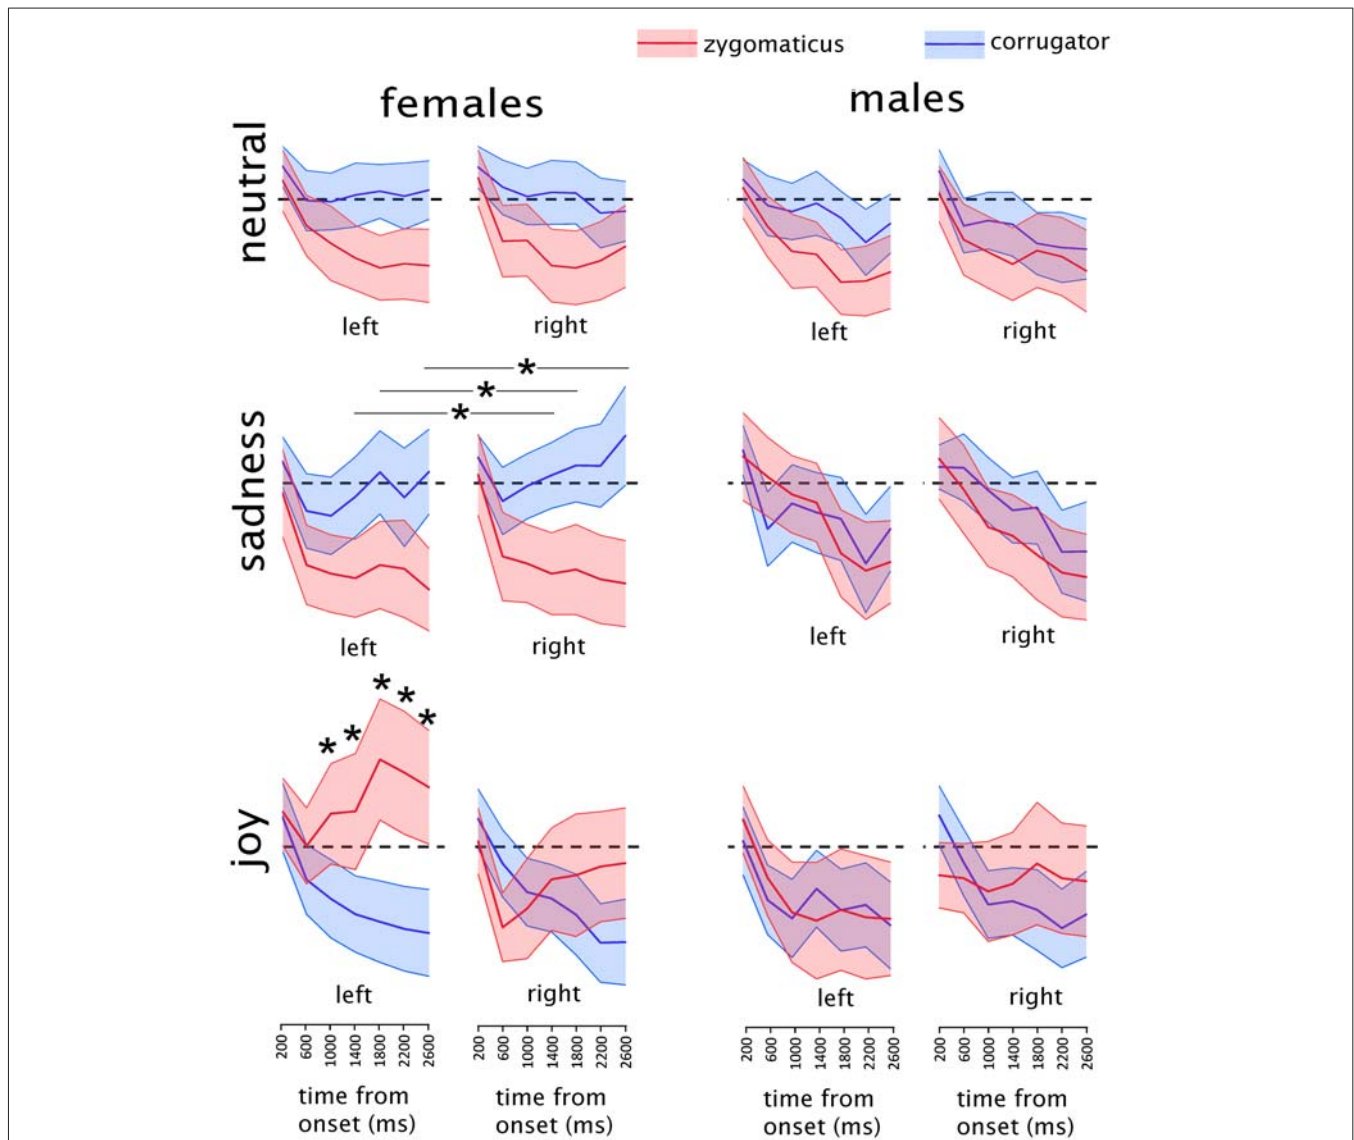 zygomaticus corrugator
females males
neutral
left right left right
* 
*
*
sadness
left right left right
*
*
*
*
*
joy
left right left right
200 600 1000 1400 1800 2200 2600 200 600 1000 1400 1800 2200 2600 200 600 1000 1400 1800 2200 2600 200 600 1000 1400 1800 2200 2600
time from time from time from time from
onset (ms) onset (ms) onset (ms) onset (ms)